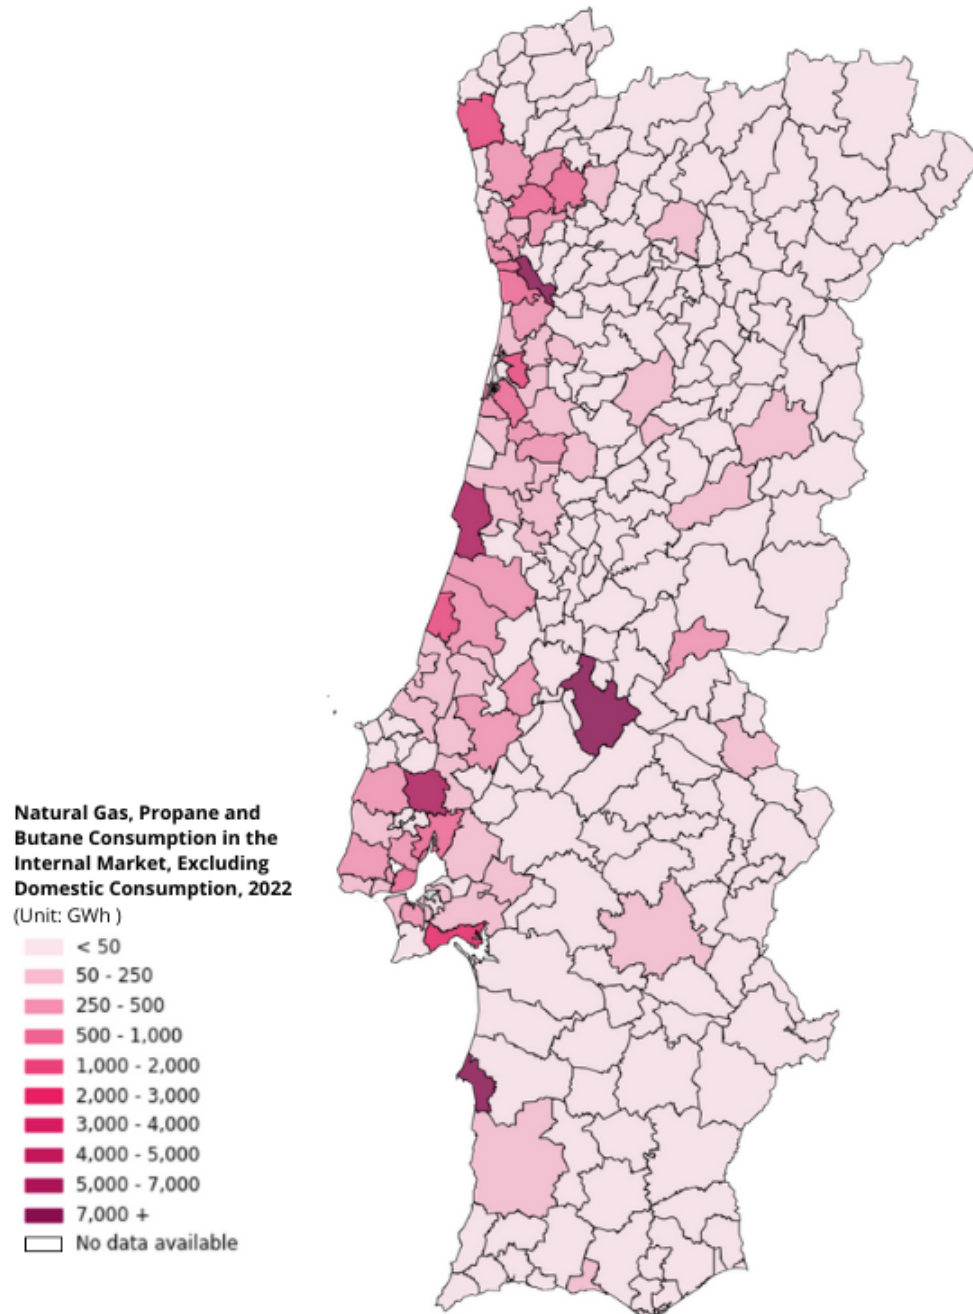 Natural Gas, Propane and
Butane Consumption in the
Internal Market, Excluding
Domestic Consumption, 2022
(Unit: GWh )
< 50
50 - 250
250 - 500
500 - 1,000
1,000 - 2,000
2,000 - 3,000
3,000 - 4,000
4,000 - 5,000
5,000 - 7,000
7,000 +
No data available